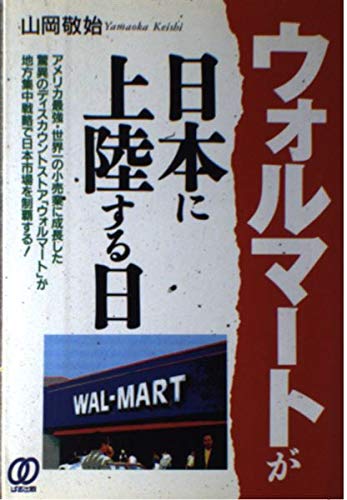 山岡敬始 Yamaoka Keishi
ウォルマートが
日本に
上陸する日
アメリカ最強・世界一の小売業に成長した
驚異のディスカウントストア「ウォルマート」が
地方集中戦略で日本市場を制覇する!
WAL-MART
ぱる出版